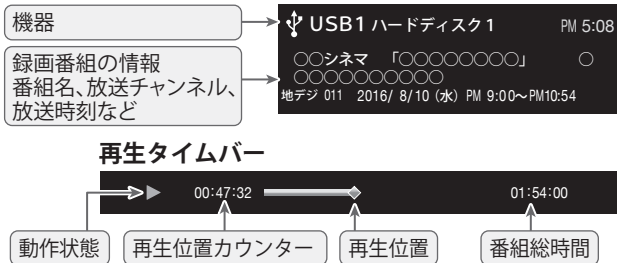 機器
USB1 ハードディスク1 PM 5:08
録画番組の情報
番組名、放送チャンネル、
放送時刻など
○○シネマ 「○○○○○○○○」 ○
○○○○○○○○○○
地デジ 011 2016/ 8/10 (水) PM 9:00～PM10:54
再生タイムバー
00:47:32 01:54:00
動作状態 再生位置カウンター 再生位置 番組総時間